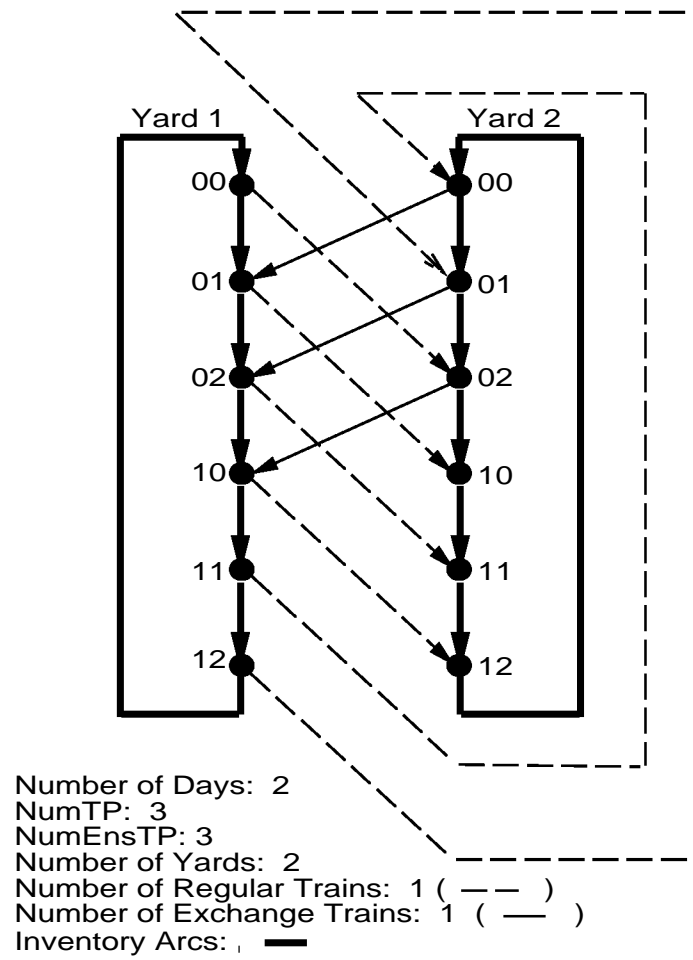 Yard 1 Yard 2
00 00
01 01
02 02
10 10
11 11
12 12
Number of Days: 2
NumTP: 3
NumEnsTP: 3
Number of Yards: 2
Number of Regular Trains: 1 ( — — )
Number of Exchange Trains: 1 ( — )
Inventory Arcs: